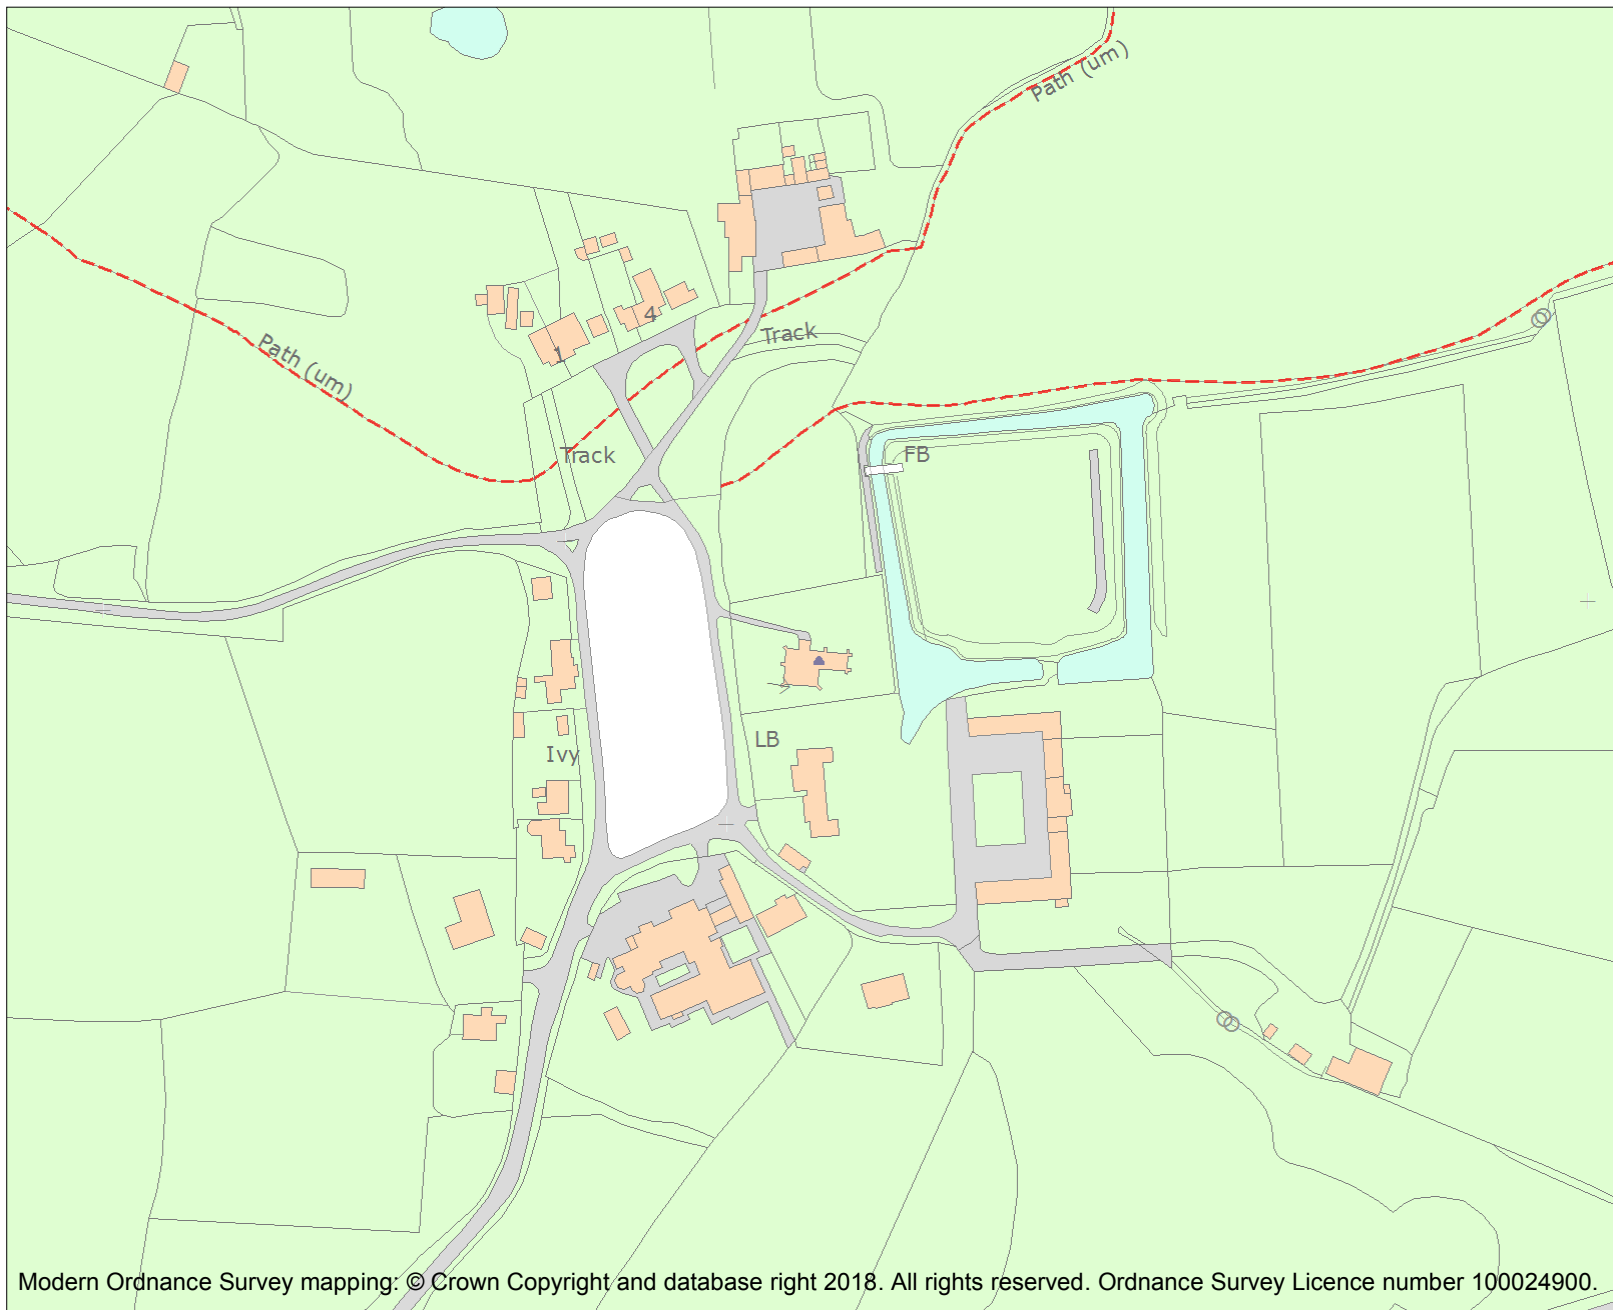 Path (um)
Track
4
1
Path (um)
Track
FB
LB
Ivy
Modern Ordnance Survey mapping: © Crown Copyright and database right 2018. All rights reserved. Ordnance Survey Licence number 100024900.